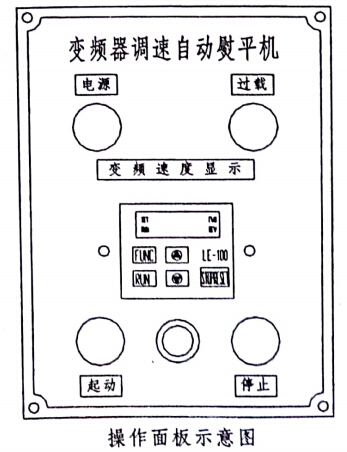 变频器调速自动熨平机
电源
过载
变频速度显示
FUNC
LE-100
RUN
STOP/RESET
起动
停止
操作面板示意图